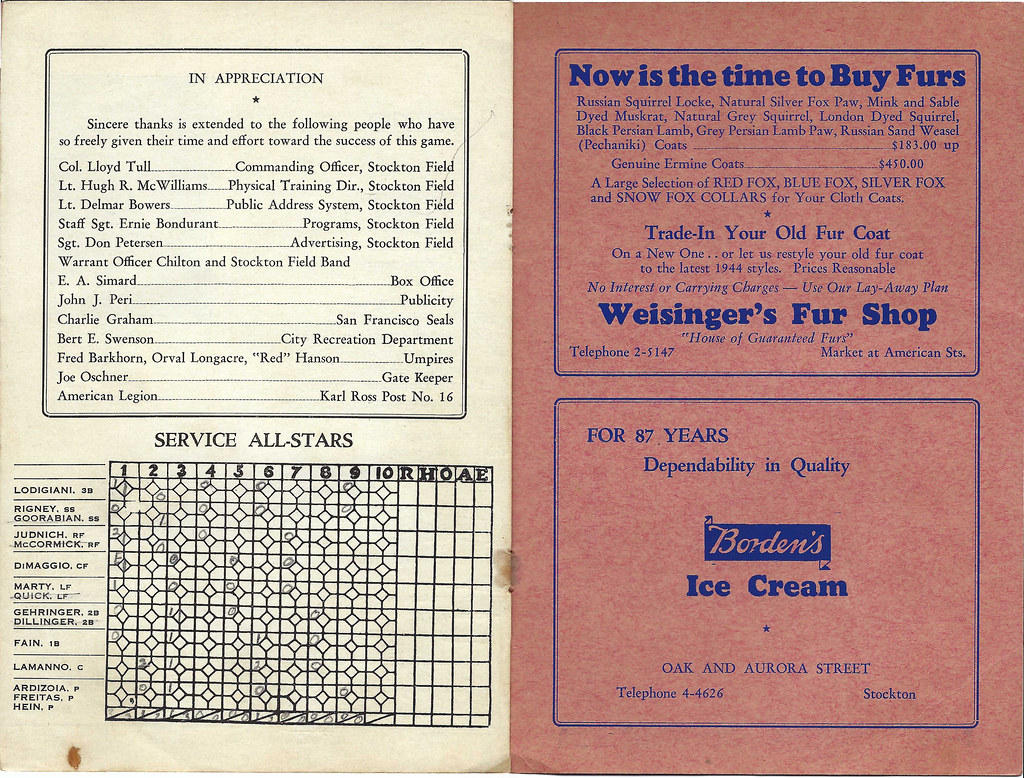 IN APPRECIATION
Sincere thanks is extended to the following people who have
so freely given their time and effort toward the success of this game.
Col. Lloyd Tull Commanding Officer, Stockton Field
Lt. Hugh R. McWilliams Physical Training Dir., Stockton Field
Lt. Delmar Bowers Public Address System, Stockton Field
Staff Sgt. Ernie Bondurant Programs, Stockton Field
Sgt. Don Petersen Advertising, Stockton Field
Warrant Officer Chilton and Stockton Field Band
E. A. Simard Box Office
John J. Peri Publicity
Charlie Graham San Francisco Seals
Bert E. Swenson City Recreation Department
Fred Barkhorn, Orval Longacre, "Red" Hanson Umpires
Joe Oschner Gate Keeper
American Legion Karl Ross Post No. 16
SERVICE ALL-STARS
1 2 3 4 5 6 7 8 9 10 R H O A E
LODIGIANI, 3B
RIGNEY, SS
GOORABIAN, SS
JUDNICH, RF
McCORMICK, RF
DiMAGGIO, CF
MARTY, LF
QUICK, LF
GEHRINGER, 2B
DILLINGER, 2B
FAIN, 1B
LAMANNO, C
ARDIZOIA, P
FREITAS, P
HEIN, P
Now is the time to Buy Furs
Russian Squirrel Locke, Natural Silver Fox Paw, Mink and Sable
Dyed Muskrat, Natural Grey Squirrel, London Dyed Squirrel,
Black Persian Lamb, Grey Persian Lamb Paw, Russian Sand Weasel
(Pechaniki) Coats $183.00 up
Genuine Ermine Coats $450.00
A Large Selection of RED FOX, BLUE FOX, SILVER FOX
and SNOW FOX COLLARS for Your Cloth Coats.
Trade-In Your Old Fur Coat
On a New One . . or let us restyle your old fur coat
to the latest 1944 styles. Prices Reasonable
No Interest or Carrying Charges — Use Our Lay-Away Plan
Weisinger's Fur Shop
"House of Guaranteed Furs"
Telephone 2-5147 Market at American Sts.
FOR 87 YEARS
Dependability in Quality
Borden's
Ice Cream
OAK AND AURORA STREET
Telephone 4-4626 Stockton